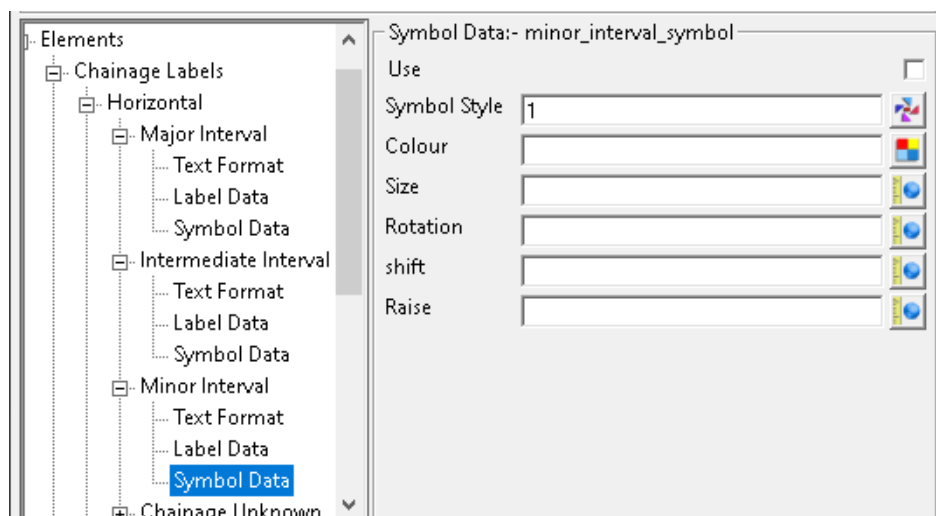 Elements
Chainage Labels
Horizontal
Major Interval
Text Format
Label Data
Symbol Data
Intermediate Interval
Text Format
Label Data
Symbol Data
Minor Interval
Text Format
Label Data
Symbol Data
Chainage Unknown
Symbol Data:- minor_interval_symbol
Use
Symbol Style 1
Colour
Size
Rotation
shift
Raise